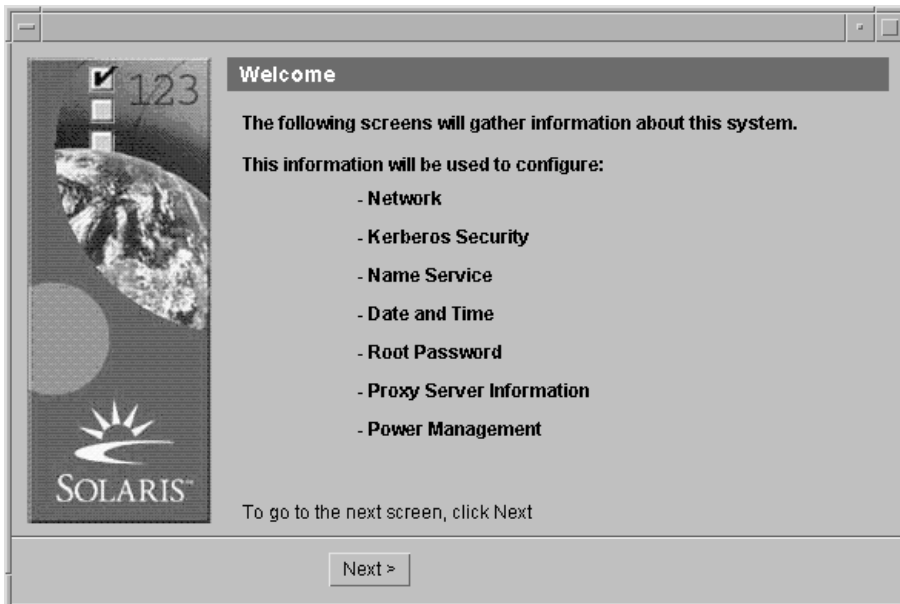 123
Welcome
The following screens will gather information about this system.
This information will be used to configure:
- Network
- Kerberos Security
- Name Service
- Date and Time
- Root Password
- Proxy Server Information
- Power Management
SOLARIS™
To go to the next screen, click Next
Next >